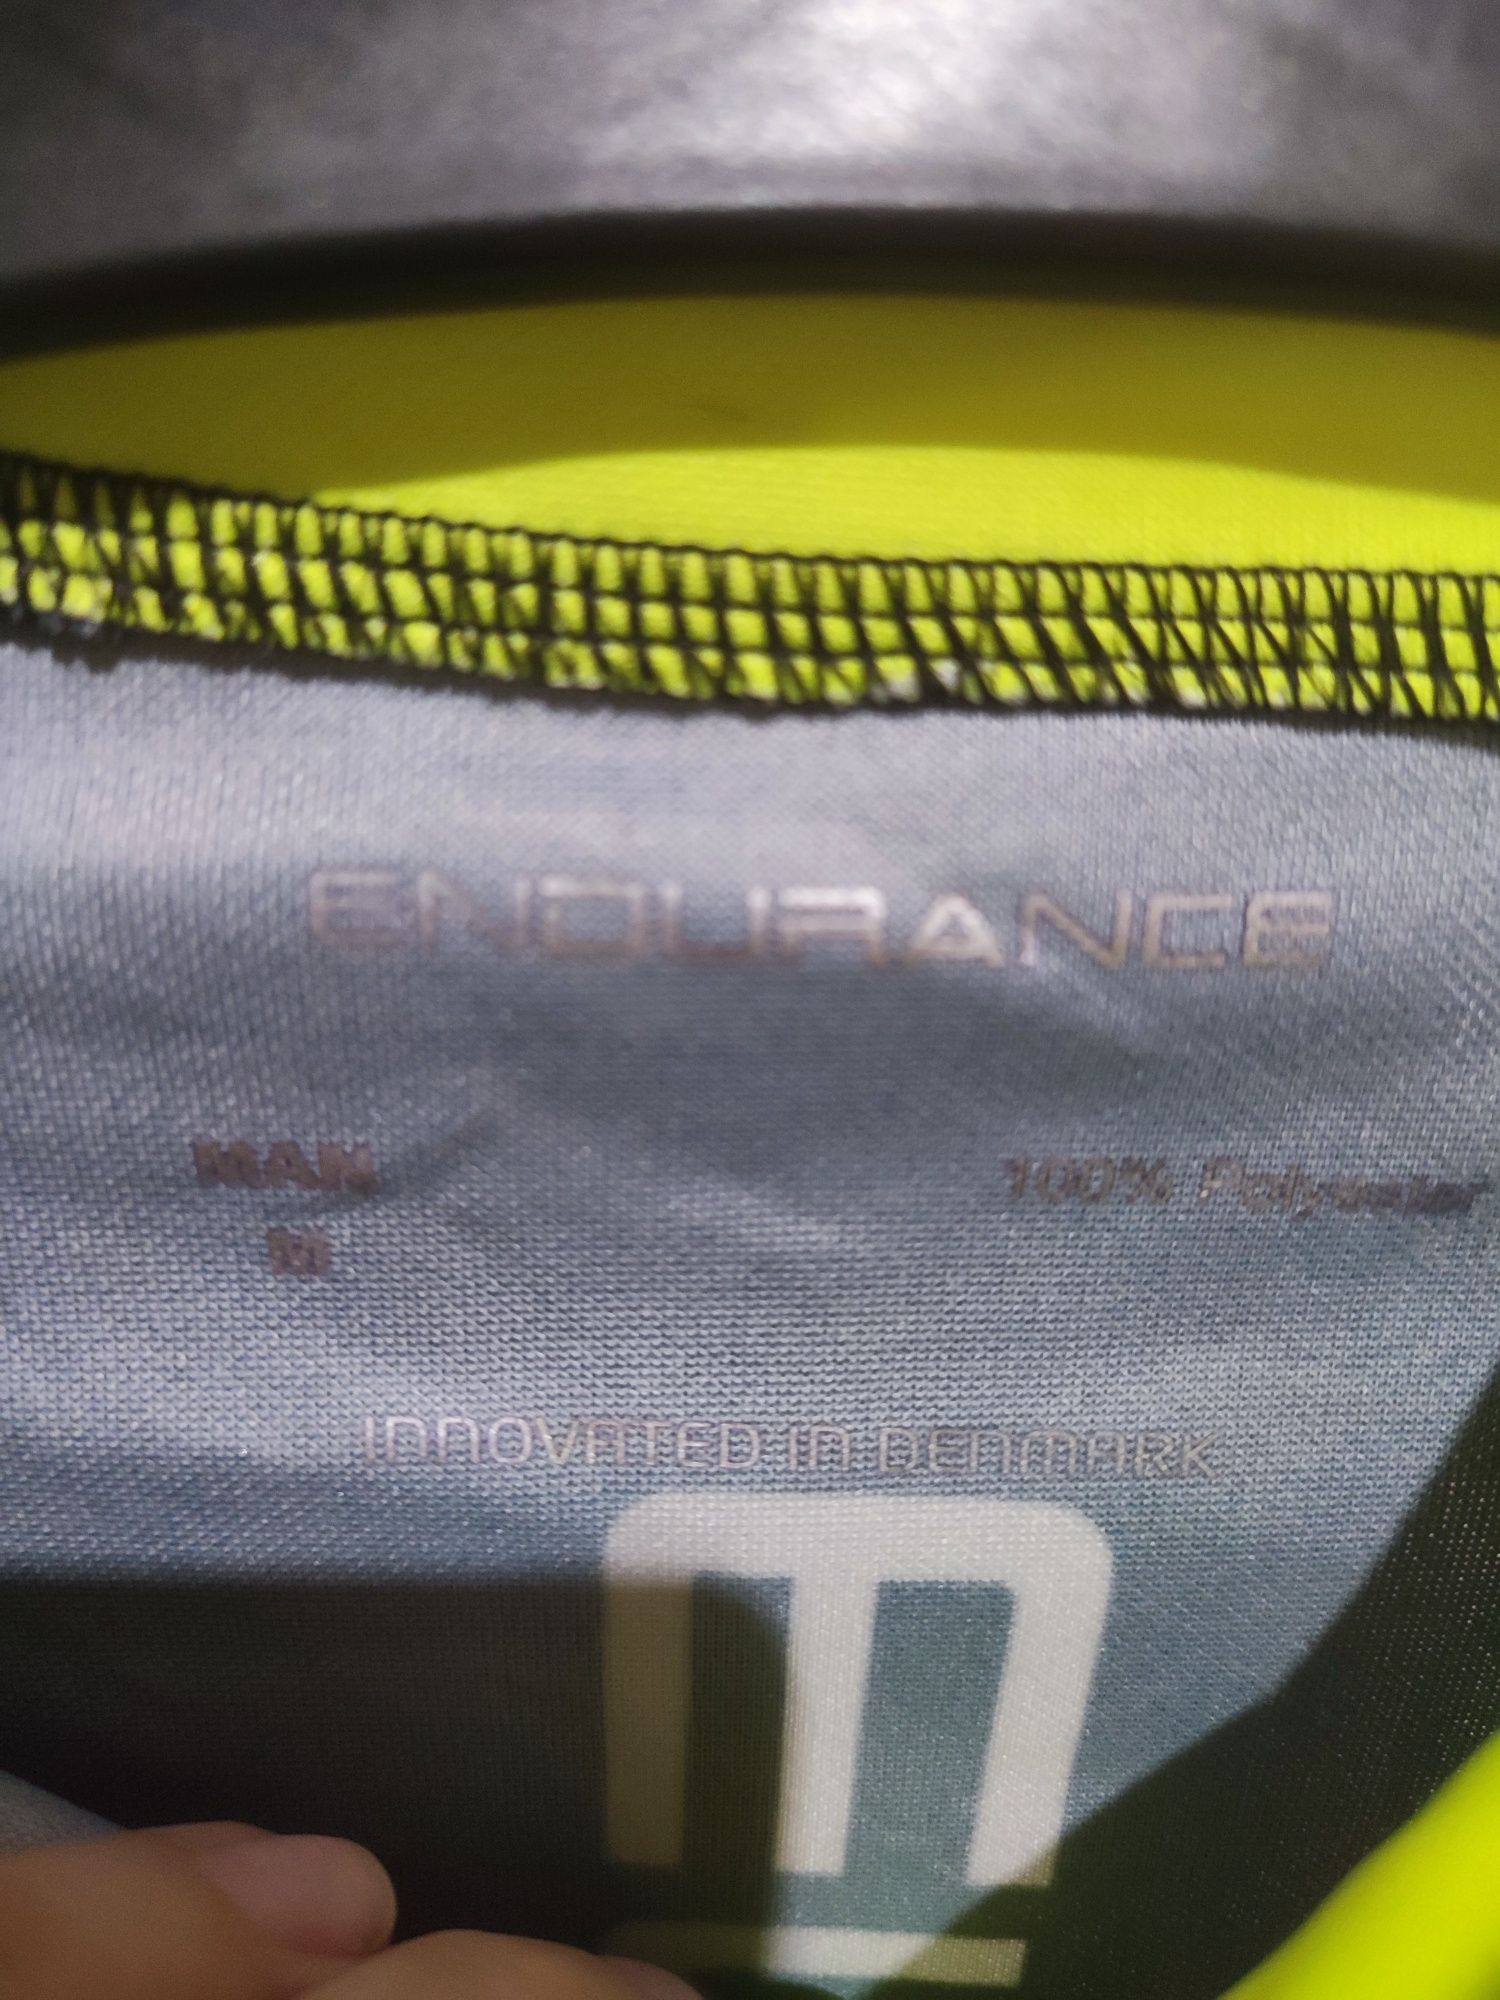 ENDURANCE
MAN
100% Polyester
M
INNOVATED IN DENMARK